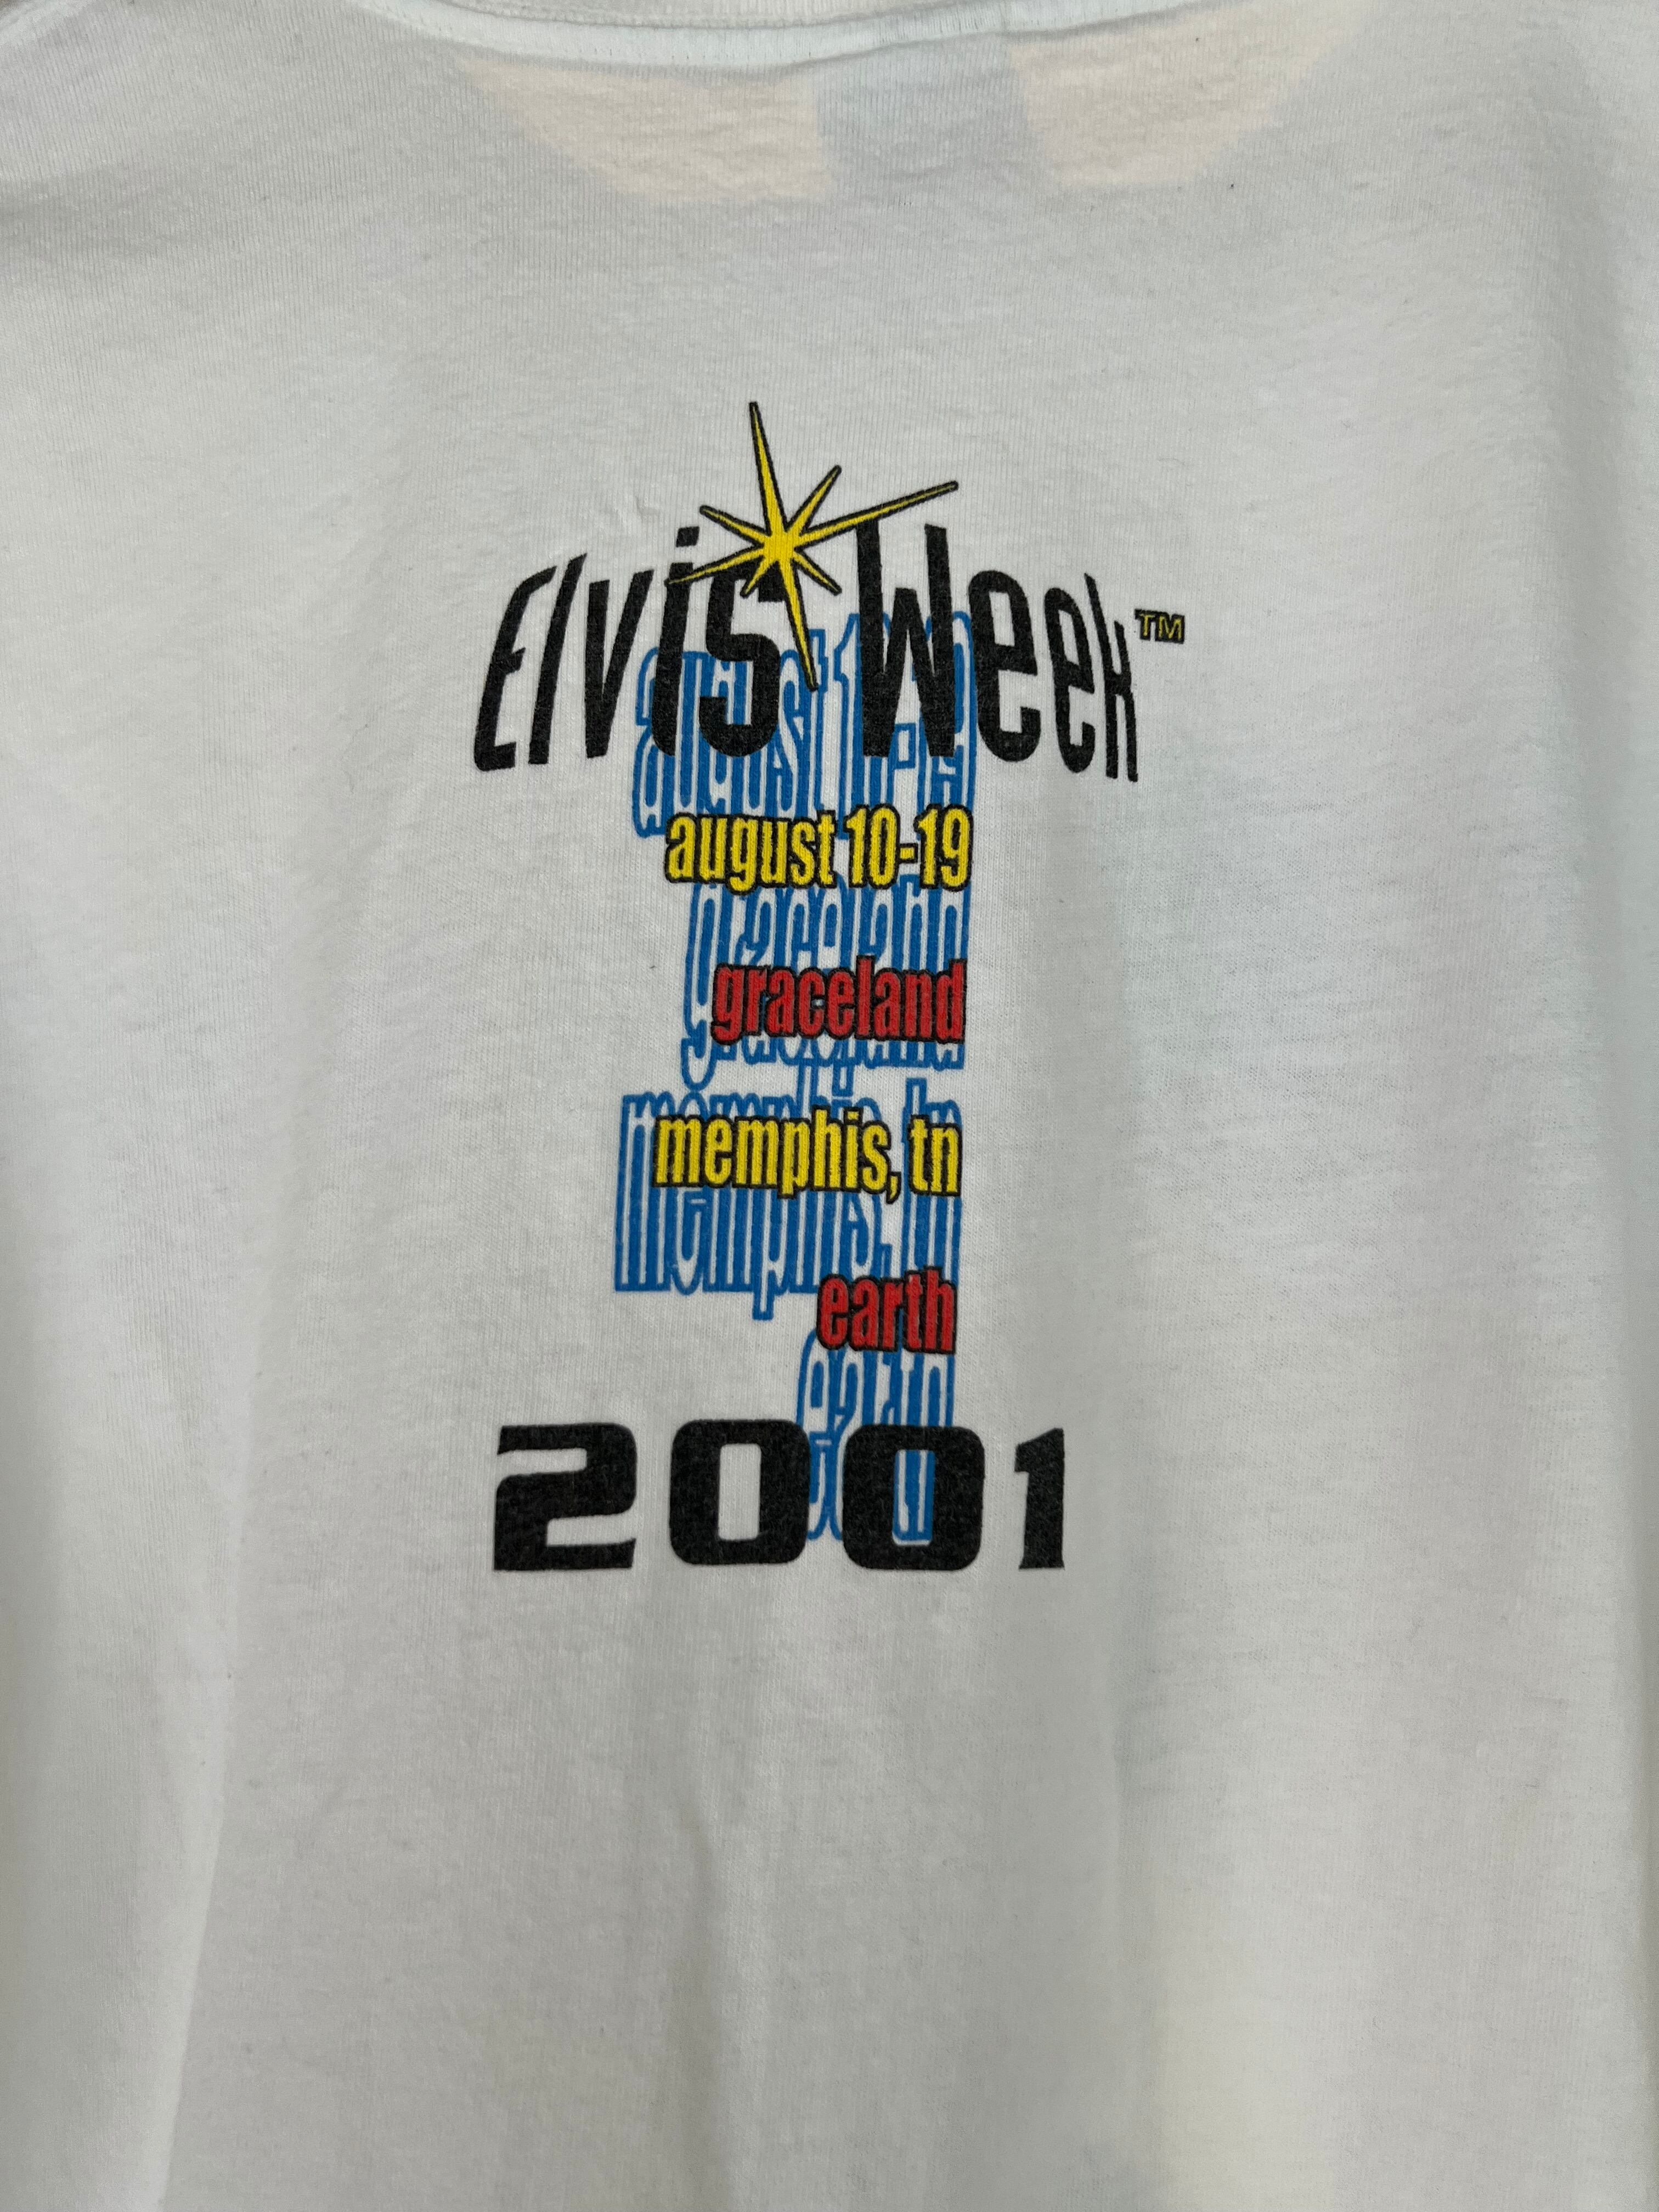 Elvis Week™
august 10-19
graceland
memphis, tn
earth
2001